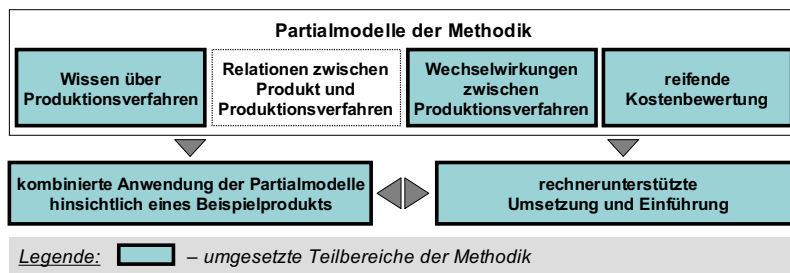 Partialmodelle der Methodik
Wissen über
Produktionsverfahren
Relationen zwischen
Produkt und
Produktionsverfahren
Wechselwirkungen
zwischen
Produktionsverfahren
reifende
Kostenbewertung
kombinierte Anwendung der Partialmodelle
hinsichtlich eines Beispielprodukts
rechnerunterstützte
Umsetzung und Einführung
Legende: – umgesetzte Teilbereiche der Methodik